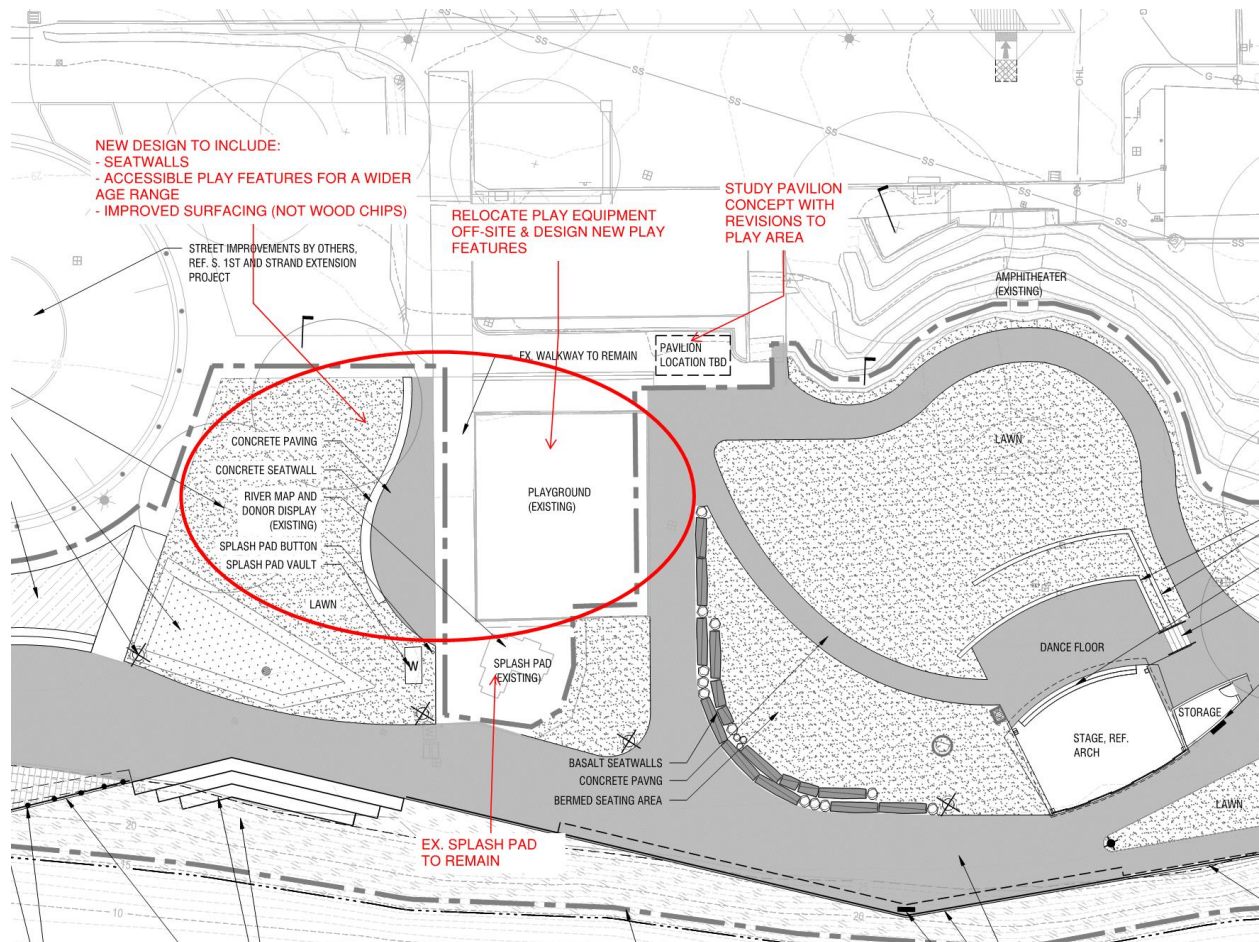 SS
SS
SS
SS
SS
OHL
G
NEW DESIGN TO INCLUDE:
- SEATWALLS
- ACCESSIBLE PLAY FEATURES FOR A WIDER
AGE RANGE
- IMPROVED SURFACING (NOT WOOD CHIPS)
RELOCATE PLAY EQUIPMENT
OFF-SITE & DESIGN NEW PLAY
FEATURES
STUDY PAVILION
CONCEPT WITH
REVISIONS TO
PLAY AREA
STREET IMPROVEMENTS BY OTHERS,
REF. S. 1ST AND STRAND EXTENSION
PROJECT
AMPHITHEATER
(EXISTING)
EX. WALKWAY TO REMAIN
PAVILION
LOCATION TBD
CONCRETE PAVING
CONCRETE SEATWALL
RIVER MAP AND
DONOR DISPLAY
(EXISTING)
SPLASH PAD BUTTON
SPLASH PAD VAULT
LAWN
W
PLAYGROUND
(EXISTING)
SPLASH PAD
(EXISTING)
LAWN
DANCE FLOOR
STORAGE
STAGE, REF.
ARCH
LAWN
BASALT SEATWALLS
CONCRETE PAVNG
BERMED SEATING AREA
EX. SPLASH PAD
TO REMAIN
20
15
10
20